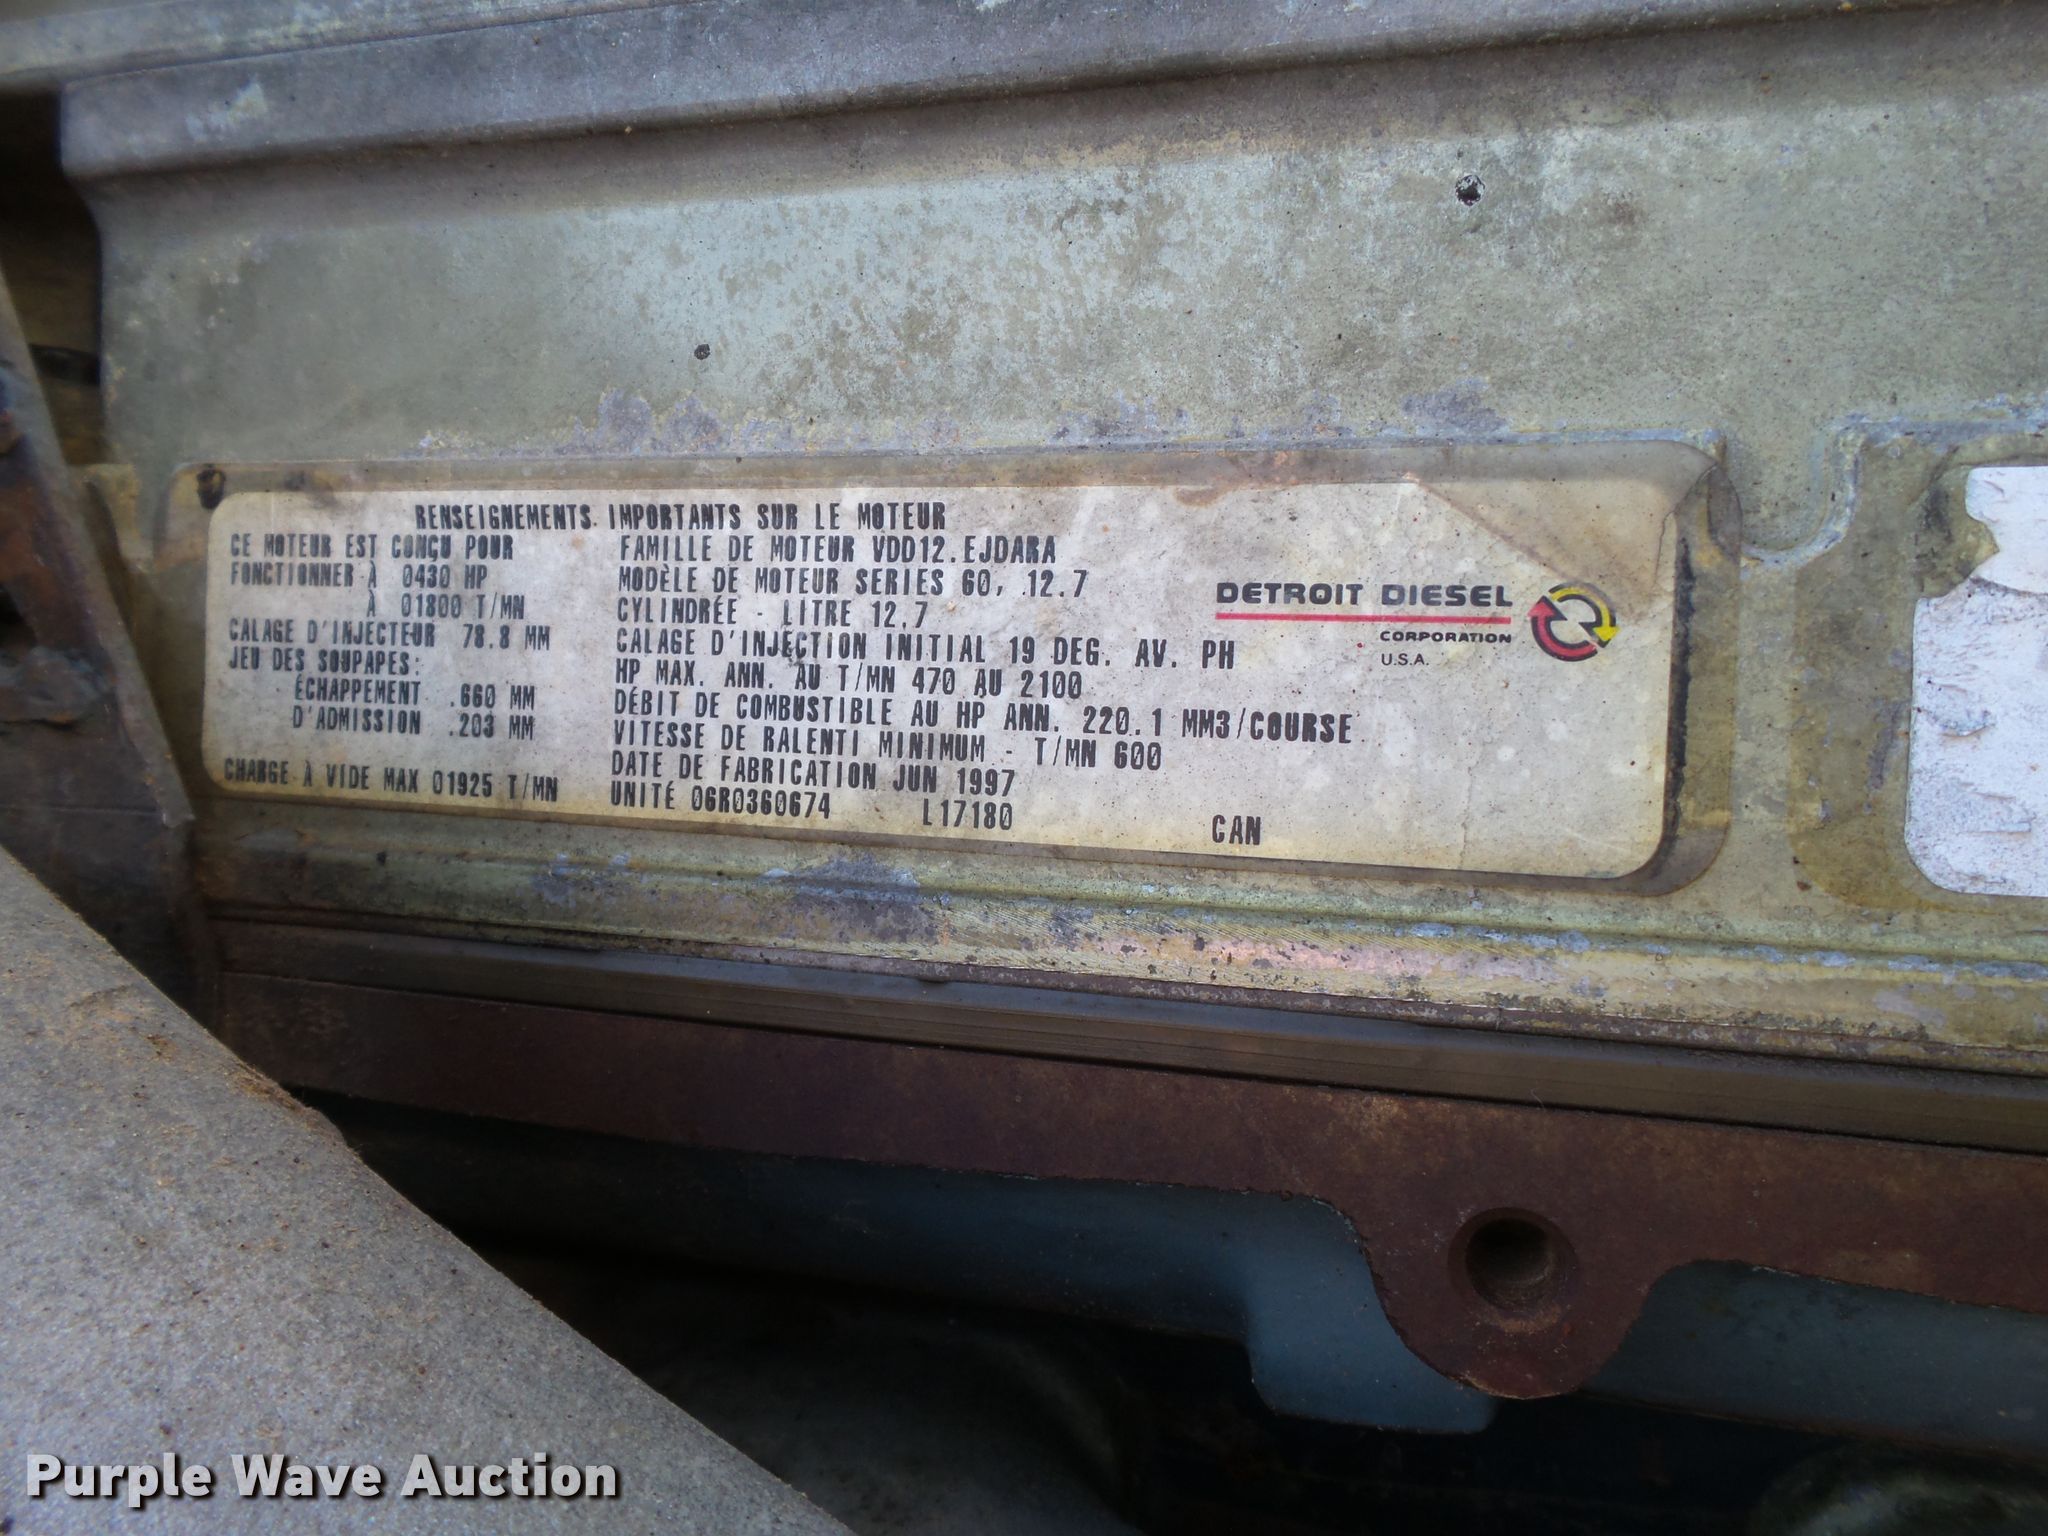 RENSEIGNEMENTS IMPORTANTS SUR LE MOTEUR
CE MOTEUR EST CONÇU POUR
FONCTIONNER À 0430 HP
À 01800 T/MN
CALAGE D'INJECTEUR 78.8 MM
JEU DES SOUPAPES:
ÉCHAPPEMENT .660 MM
D'ADMISSION .203 MM
CHARGE À VIDE MAX 01925 T/MN
FAMILLE DE MOTEUR VDD12.EJDARA
MODÈLE DE MOTEUR SERIES 60, 12.7
CYLINDRÉE - LITRE 12.7
CALAGE D'INJECTION INITIAL 19 DEG. AV. PH
HP MAX. ANN. AU T/MN 470 AU 2100
DÉBIT DE COMBUSTIBLE AU HP ANN. 220.1 MM3/COURSE
VITESSE DE RALENTI MINIMUM - T/MN 600
DATE DE FABRICATION JUN 1997
UNITÉ 06R0360674 L17180 CAN
DETROIT DIESEL
CORPORATION
U.S.A.
Purple Wave Auction